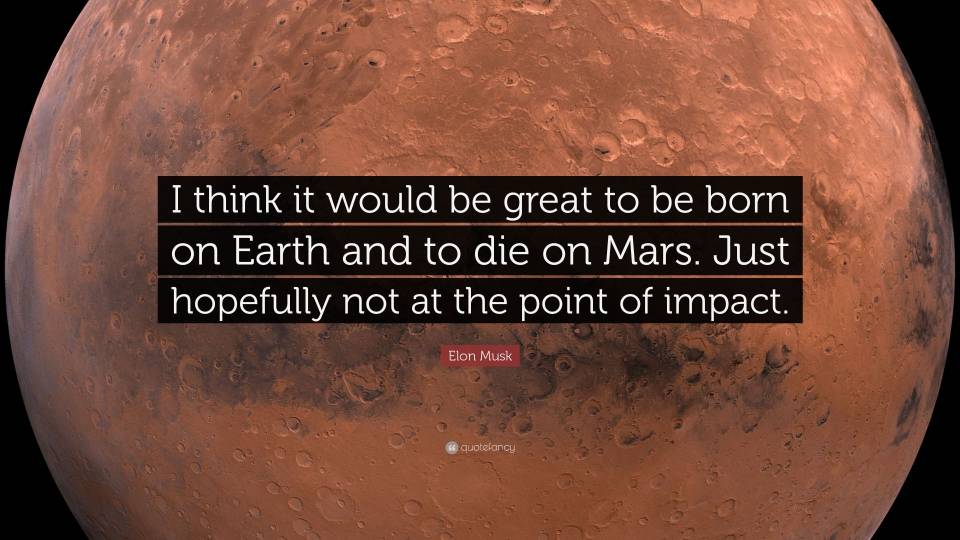 I think it would be great to be born
on Earth and to die on Mars. Just
hopefully not at the point of impact.
Elon Musk
quotefancy